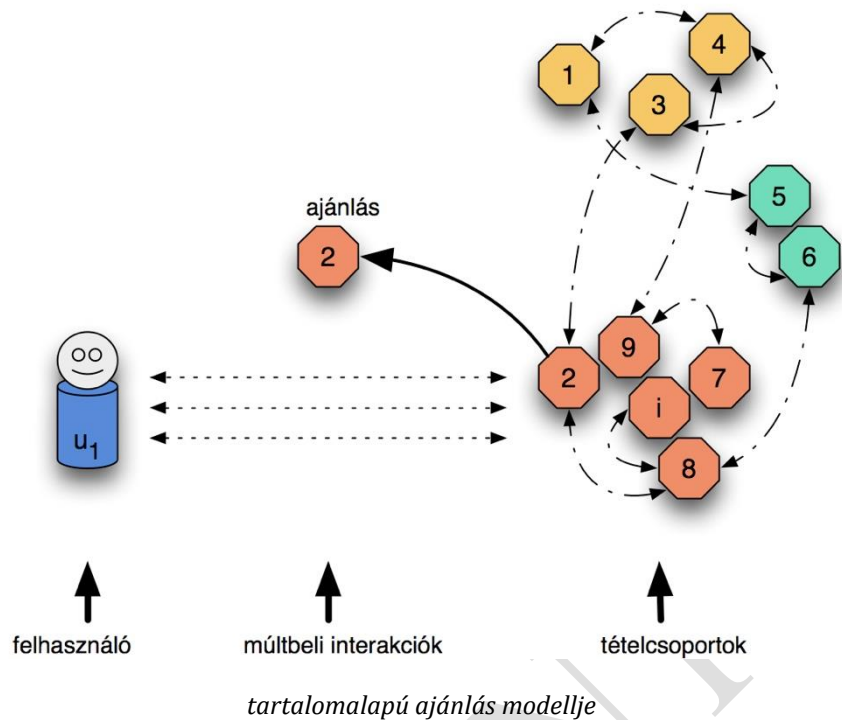 1
4
3
5
6
ajánlás
2
9
2
7
i
8
u1
felhasználó
múltbeli interakciók
tételcsoportok
tartalomalapú ajánlás modellje